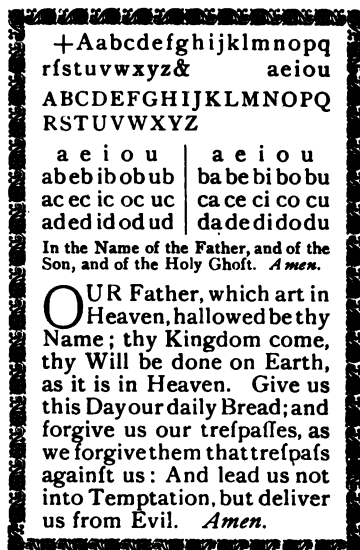 +Aabcdefghijklmnopq
rſstuvwxyz& aeiou
ABCDEFGHIJKLMNOPQ
RSTUVWXYZ
a e i o u a e i o u
ab eb ib ob ub ba be bi bo bu
ac ec ic oc uc ca ce ci co cu
ad ed id od ud da de di do du
In the Name of the Father, and of the
Son, and of the Holy Ghoſt. Amen.
OUR Father, which art in
Heaven, hallowed be thy
Name; thy Kingdom come,
thy Will be done on Earth,
as it is in Heaven. Give us
this Day our daily Bread; and
forgive us our treſpaſſes, as
we forgive them that treſpaſs
againſt us: And lead us not
into Temptation, but deliver
us from Evil. Amen.